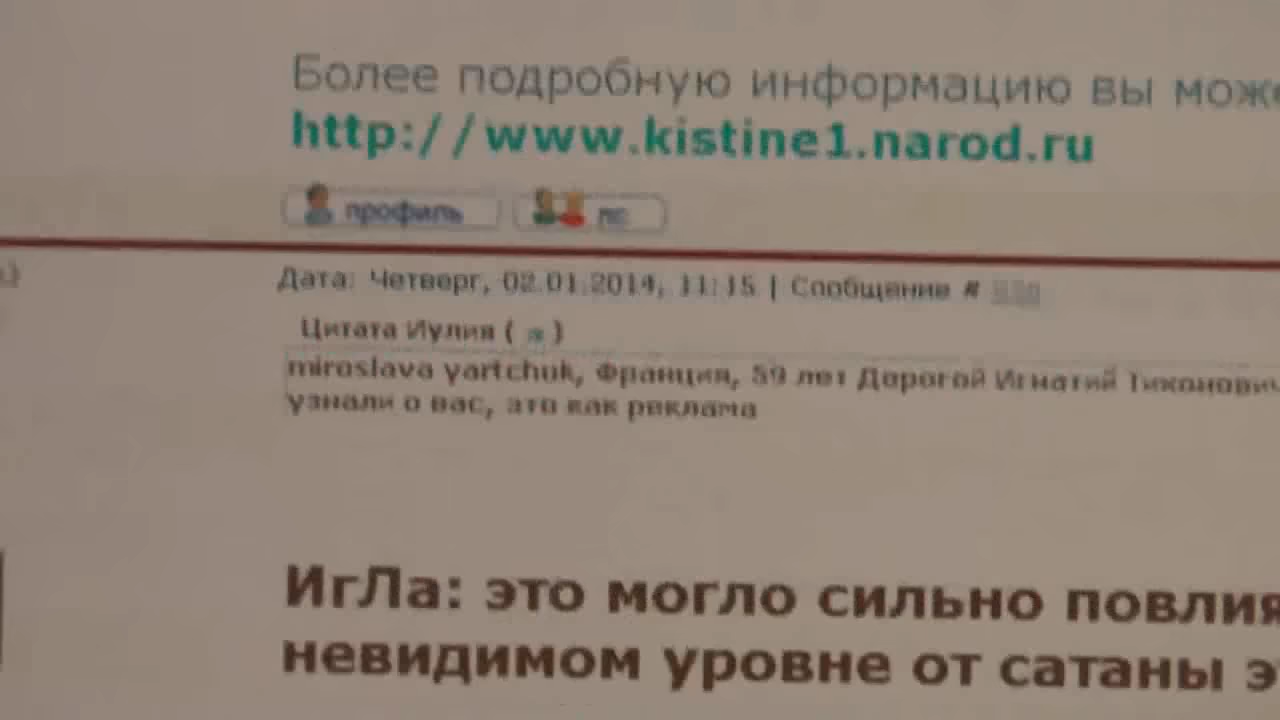 Более подробную информацию вы може
http://www.kistine1.narod.ru
профиль лс
Дата: Четверг, 02.01.2014, 11:15 | Сообщение #
Цитата Иулия ( )
miroslava yartchuk, Франция, 59 лет Дорогой Игнатий Тихонович
узнали о вас, это как реклама
ИгЛа: это могло сильно повлия
невидимом уровне от сатаны э